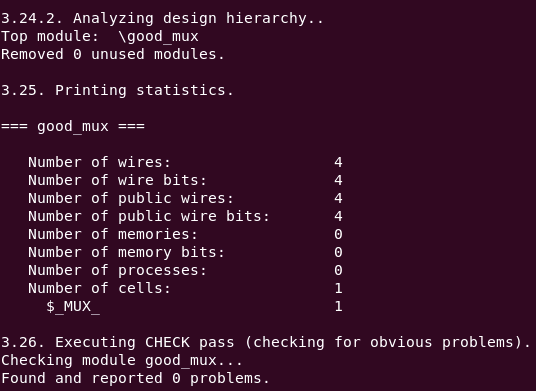 3.24.2. Analyzing design hierarchy..
Top module:  \good_mux
Removed 0 unused modules.

3.25. Printing statistics.

=== good_mux ===

   Number of wires:                  4
   Number of wire bits:              4
   Number of public wires:           4
   Number of public wire bits:       4
   Number of memories:               0
   Number of memory bits:            0
   Number of processes:              0
   Number of cells:                  1
     $_MUX_                          1

3.26. Executing CHECK pass (checking for obvious problems).
Checking module good_mux...
Found and reported 0 problems.